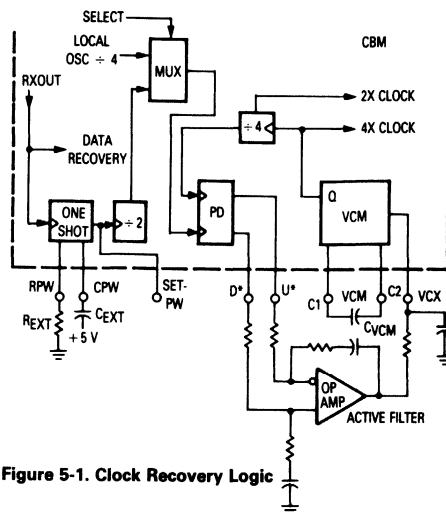 SELECT
LOCAL
OSC ÷ 4
MUX
CBM
RXOUT
2X CLOCK
÷ 4
4X CLOCK
DATA
RECOVERY
ONE
SHOT
÷ 2
PD
Q
VCM
RPW
CPW
SET-
PW
D*
U*
C1
VCM
C2
VCX
REXT
CEXT
+5 V
CVCM
OP
AMP
ACTIVE FILTER
Figure 5-1. Clock Recovery Logic